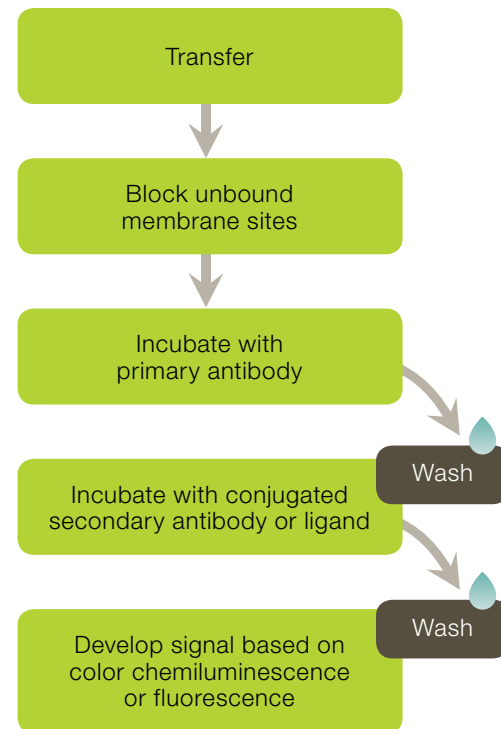 Transfer
Block unbound
membrane sites
Incubate with
primary antibody
Wash
Incubate with conjugated
secondary antibody or ligand
Wash
Develop signal based on
color chemiluminescence
or fluorescence